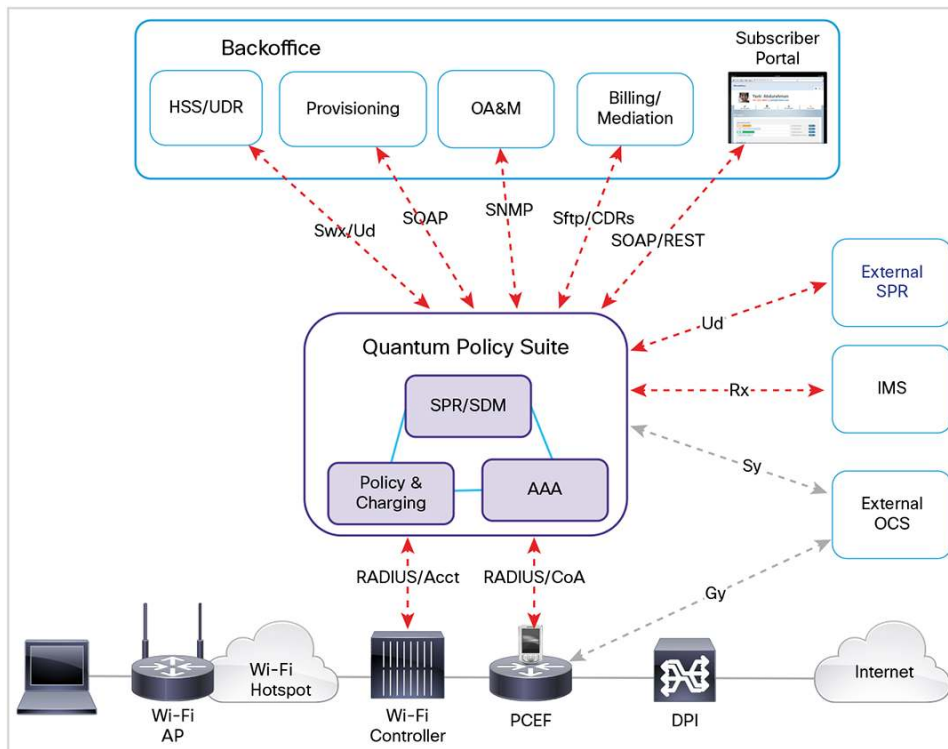 Backoffice
Subscriber
Portal
HSS/UDR
Provisioning
OA&M
Billing/
Mediation
Swx/Ud
SOAP
SNMP
Sftp/CDRs
SOAP/REST
External
SPR
Ud
Quantum Policy Suite
SPR/SDM
Rx
IMS
Policy &
Charging
AAA
Sy
External
OCS
RADIUS/Acct
RADIUS/CoA
Gy
Wi-Fi
Hotspot
Internet
Wi-Fi
AP
Wi-Fi
Controller
PCEF
DPI